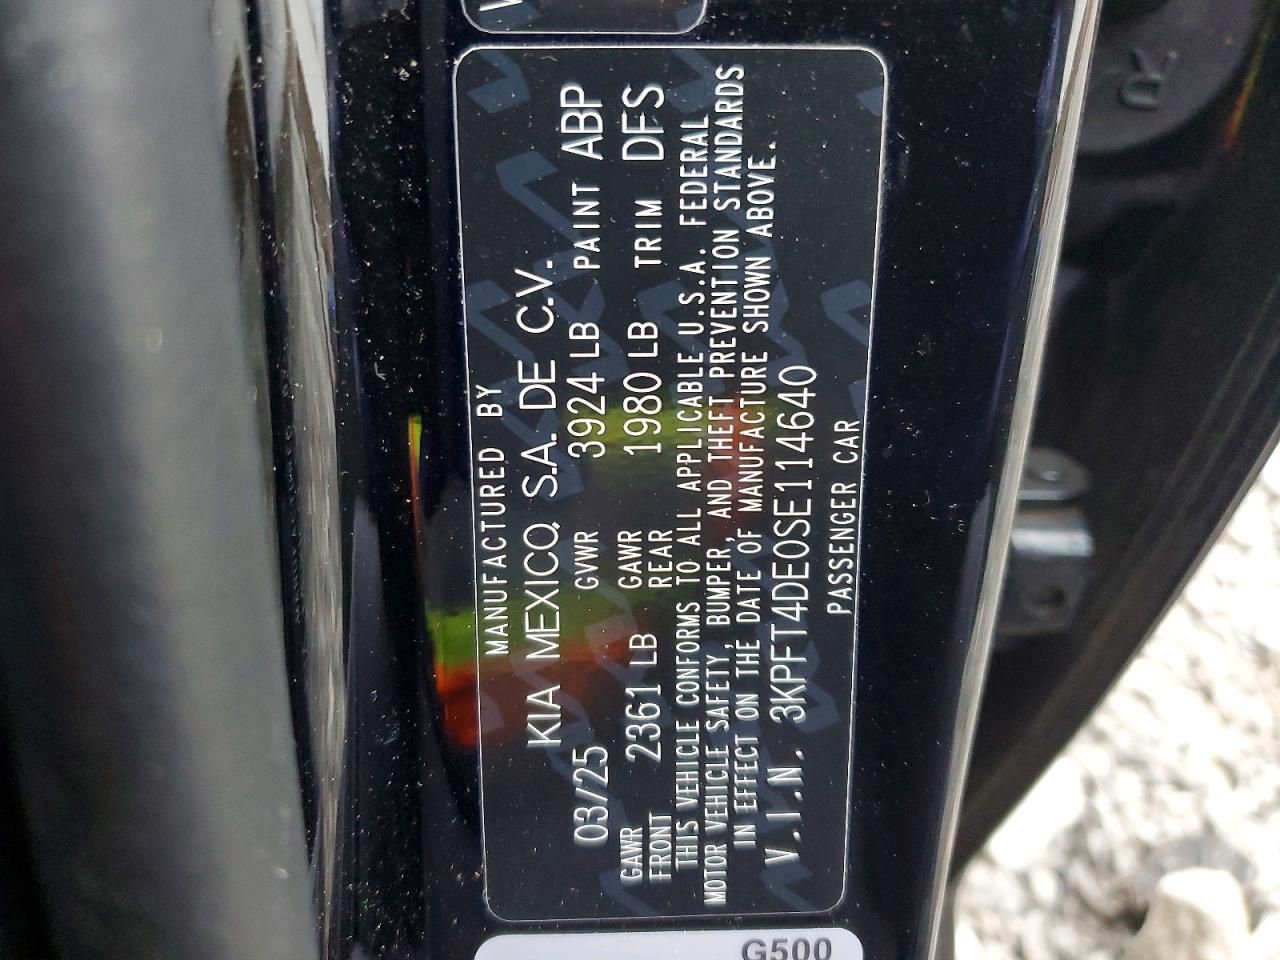 MANUFACTURED BY
KIA MEXICO, S.A. DE C.V.
03/25 GVWR 3924 LB PAINT ABP
GAWR FRONT 2361 LB GAWR REAR 1980 LB TRIM DFS
THIS VEHICLE CONFORMS TO ALL APPLICABLE U.S.A. FEDERAL
MOTOR VEHICLE SAFETY, BUMPER, AND THEFT PREVENTION STANDARDS
IN EFFECT ON THE DATE OF MANUFACTURE SHOWN ABOVE.
V.I.N. 3KPFT4DE0SE114640
PASSENGER CAR
G500
R